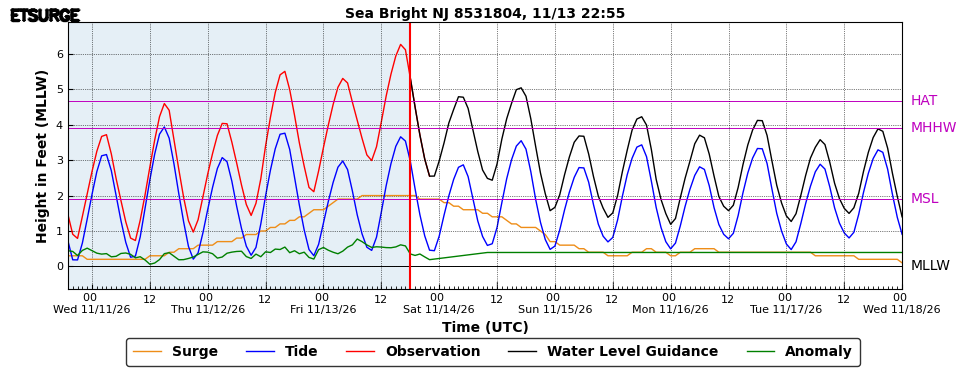 ETSURGE
Sea Bright NJ 8531804, 11/13 22:55
Height in Feet (MLLW)
6
5
4
3
2
1
0
HAT
MHHW
MSL
MLLW
00 12 00 12 00 12 00 12 00 12 00 12 00 12 00
Wed 11/11/26 Thu 11/12/26 Fri 11/13/26 Sat 11/14/26 Sun 11/15/26 Mon 11/16/26 Tue 11/17/26 Wed 11/18/26
Time (UTC)
Surge Tide Observation Water Level Guidance Anomaly